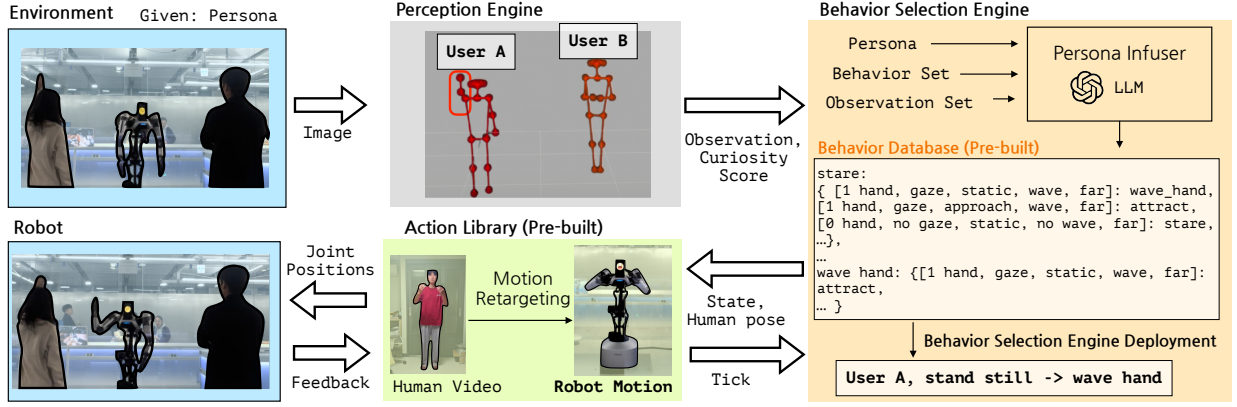 Environment
Given: Persona
Image
Perception Engine
User A
User B
Observation,
Curiosity
Score
Behavior Selection Engine
Persona
Behavior Set
Observation Set
Persona Infuser
LLM
Behavior Database (Pre-built)
stare:
{ [1 hand, gaze, static, wave, far]: wave_hand,
[1 hand, gaze, approach, wave, far]: attract,
[0 hand, no gaze, static, no wave, far]: stare,
…},
…
wave hand: {[1 hand, gaze, static, wave, far]:
attract,
… }
Behavior Selection Engine Deployment
User A, stand still -> wave hand
Robot
Joint
Positions
Feedback
Action Library (Pre-built)
Motion
Retargeting
Human Video
Robot Motion
State,
Human pose
Tick